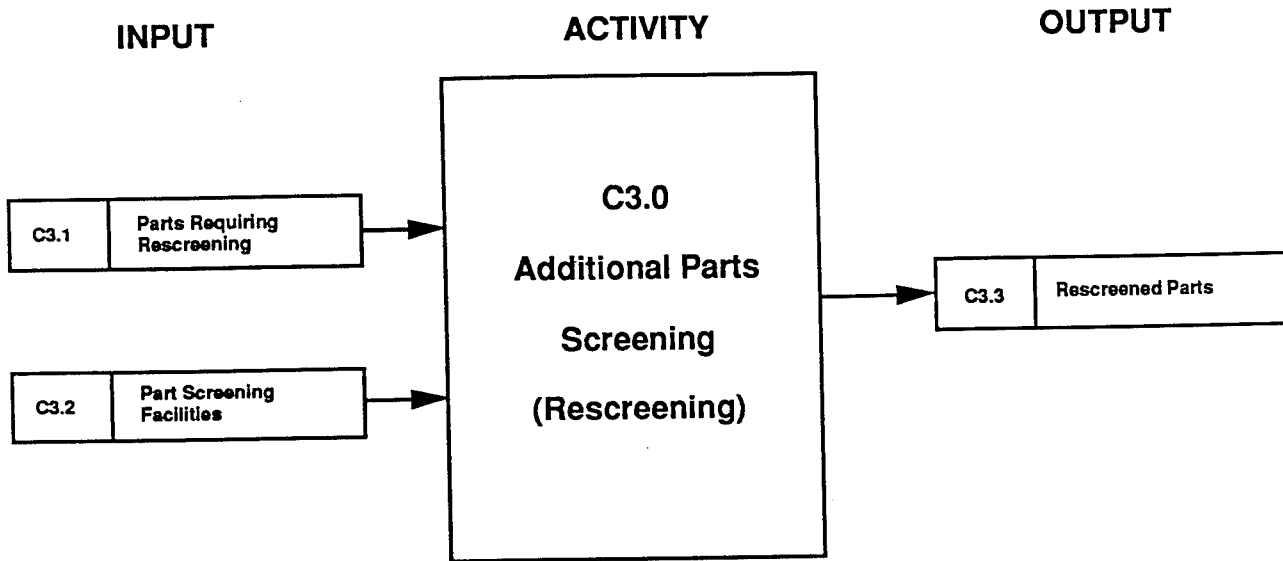 INPUT
ACTIVITY
OUTPUT
C3.1
Parts Requiring
Rescreening
C3.2
Part Screening
Facilities
C3.0
Additional Parts
Screening
(Rescreening)
C3.3
Rescreened Parts